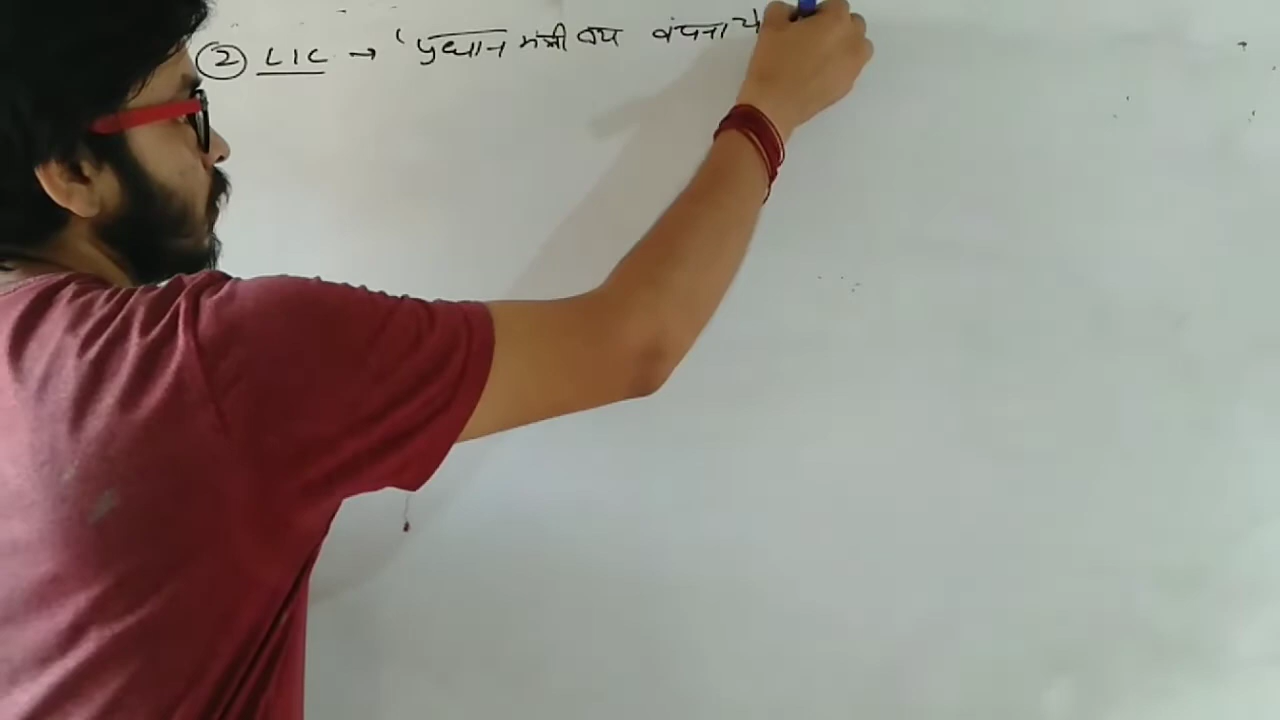 ② LIC → ‘प्रधान मंत्री वय वंदना यो